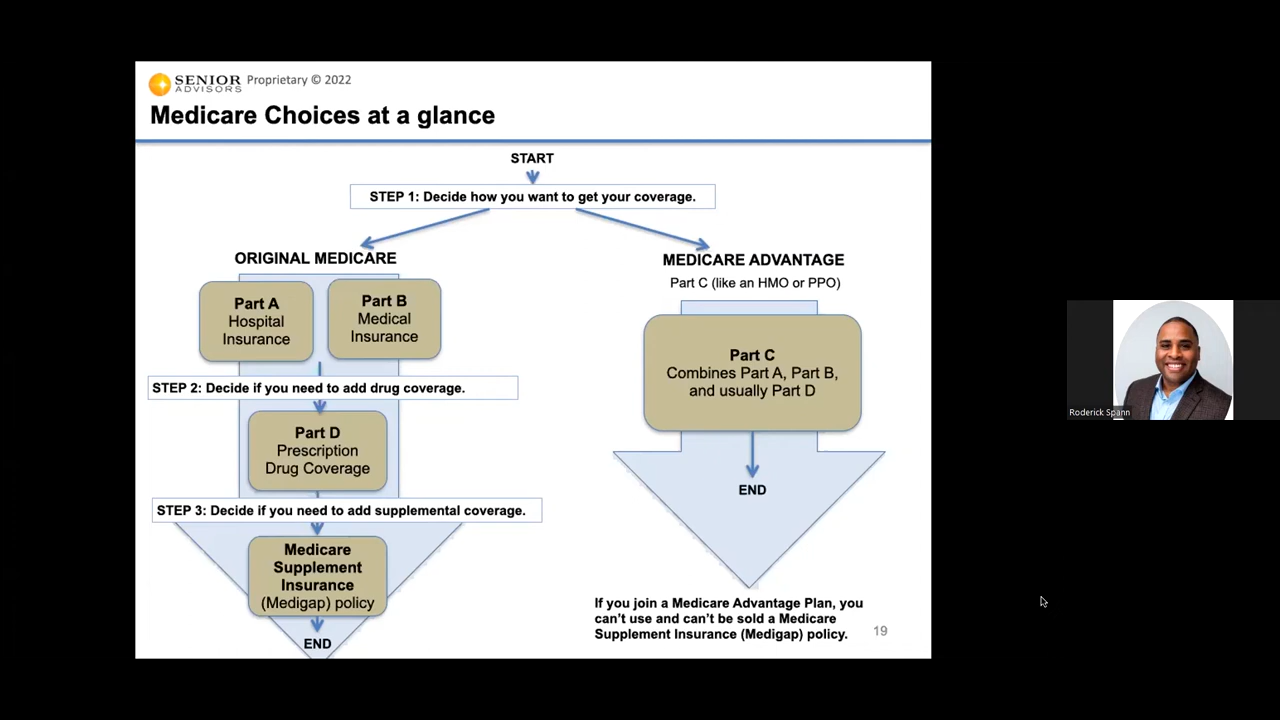 SENIOR
ADVISORS
Proprietary © 2022
Medicare Choices at a glance
START
STEP 1: Decide how you want to get your coverage.
ORIGINAL MEDICARE
Part A
Hospital
Insurance
Part B
Medical
Insurance
STEP 2: Decide if you need to add drug coverage.
Part D
Prescription
Drug Coverage
STEP 3: Decide if you need to add supplemental coverage.
Medicare
Supplement
Insurance
(Medigap) policy
END
MEDICARE ADVANTAGE
Part C (like an HMO or PPO)
Part C
Combines Part A, Part B,
and usually Part D
END
If you join a Medicare Advantage Plan, you
can’t use and can’t be sold a Medicare
Supplement Insurance (Medigap) policy.
19
Roderick Spann